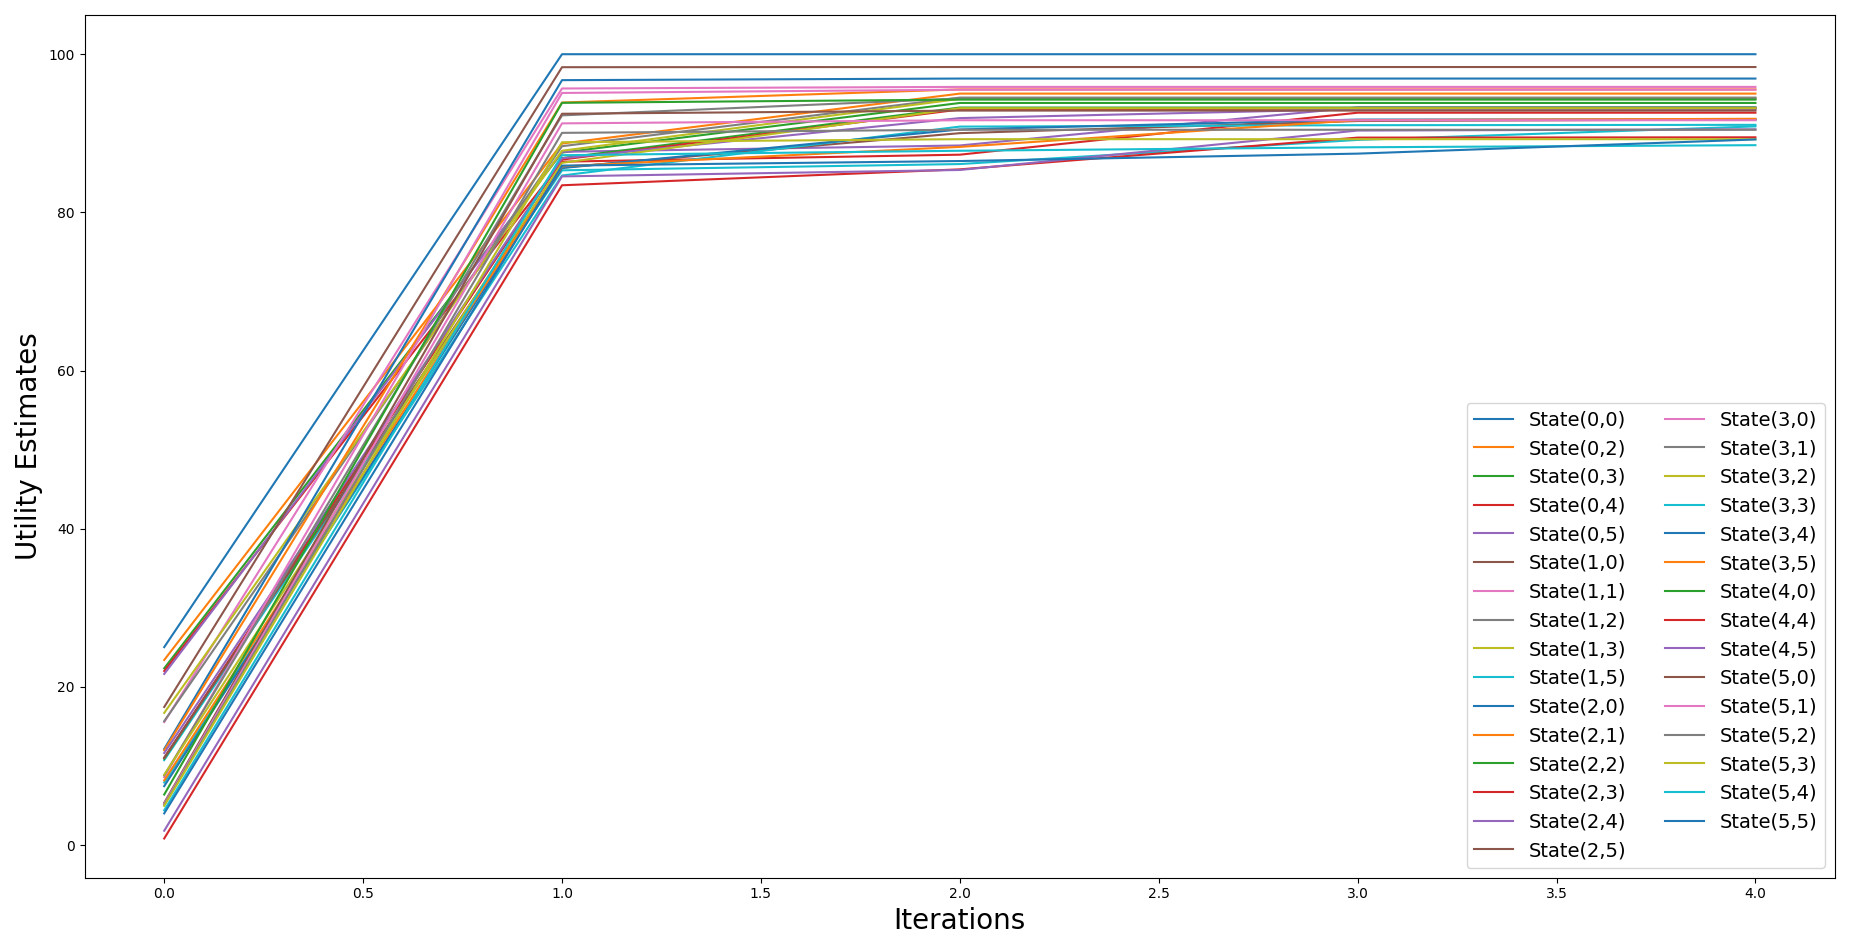 100
80
60
40
20
0
Utility Estimates
0.0 0.5 1.0 1.5 2.0 2.5 3.0 3.5 4.0
Iterations
State(0,0)
State(0,2)
State(0,3)
State(0,4)
State(0,5)
State(1,0)
State(1,1)
State(1,2)
State(1,3)
State(1,5)
State(2,0)
State(2,1)
State(2,2)
State(2,3)
State(2,4)
State(2,5)
State(3,0)
State(3,1)
State(3,2)
State(3,3)
State(3,4)
State(3,5)
State(4,0)
State(4,4)
State(4,5)
State(5,0)
State(5,1)
State(5,2)
State(5,3)
State(5,4)
State(5,5)